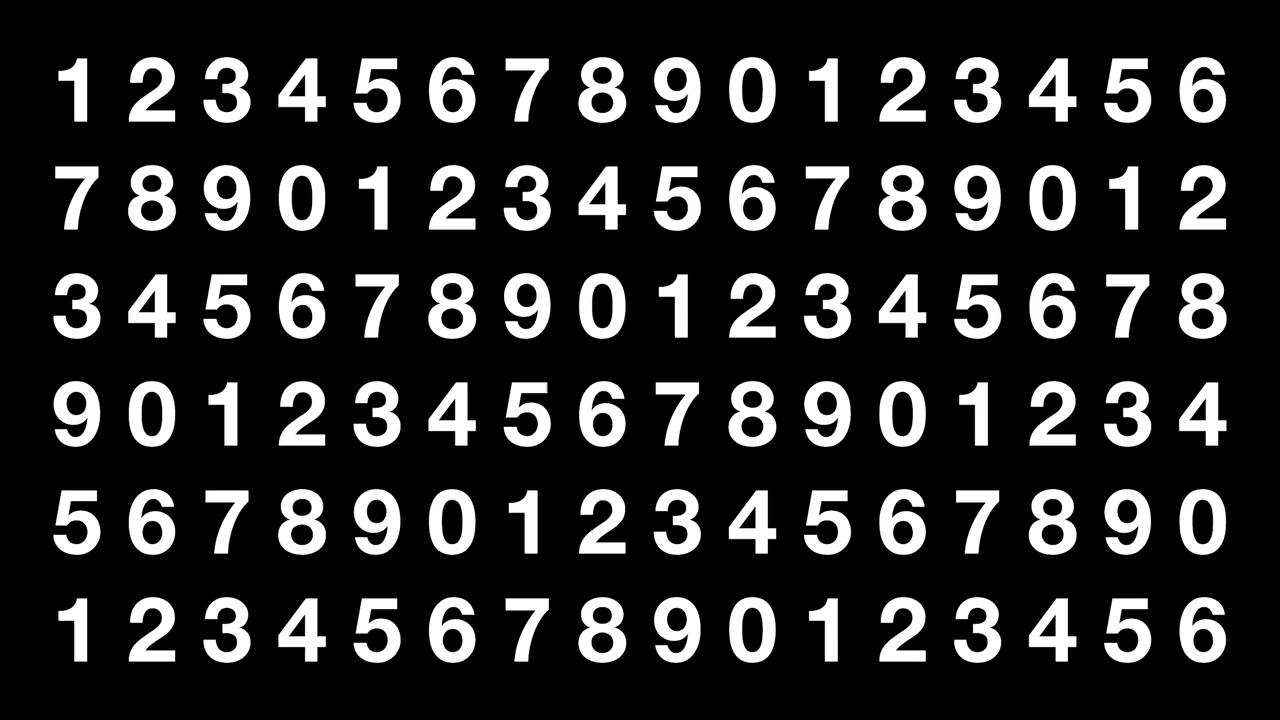 1 2 3 4 5 6 7 8 9 0 1 2 3 4 5 6
7 8 9 0 1 2 3 4 5 6 7 8 9 0 1 2
3 4 5 6 7 8 9 0 1 2 3 4 5 6 7 8
9 0 1 2 3 4 5 6 7 8 9 0 1 2 3 4
5 6 7 8 9 0 1 2 3 4 5 6 7 8 9 0
1 2 3 4 5 6 7 8 9 0 1 2 3 4 5 6